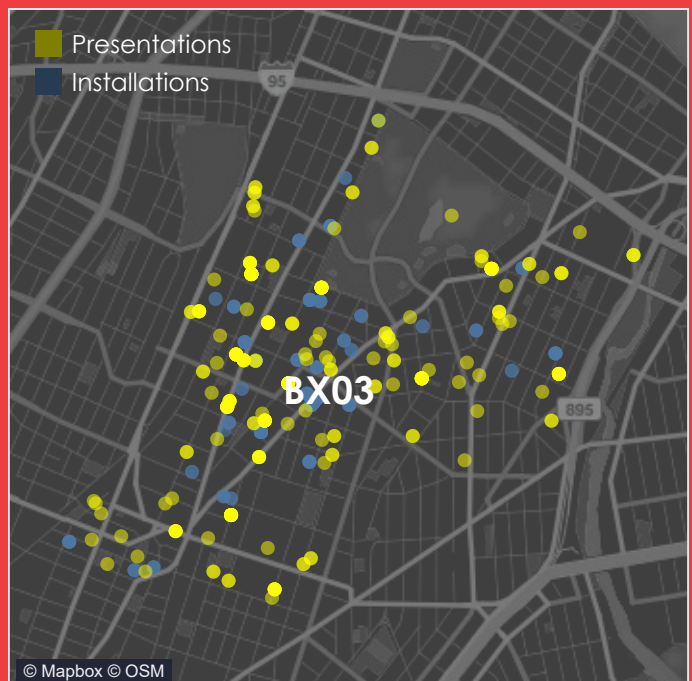 Presentations
95
Installations
BX03
895
© Mapbox © OSM